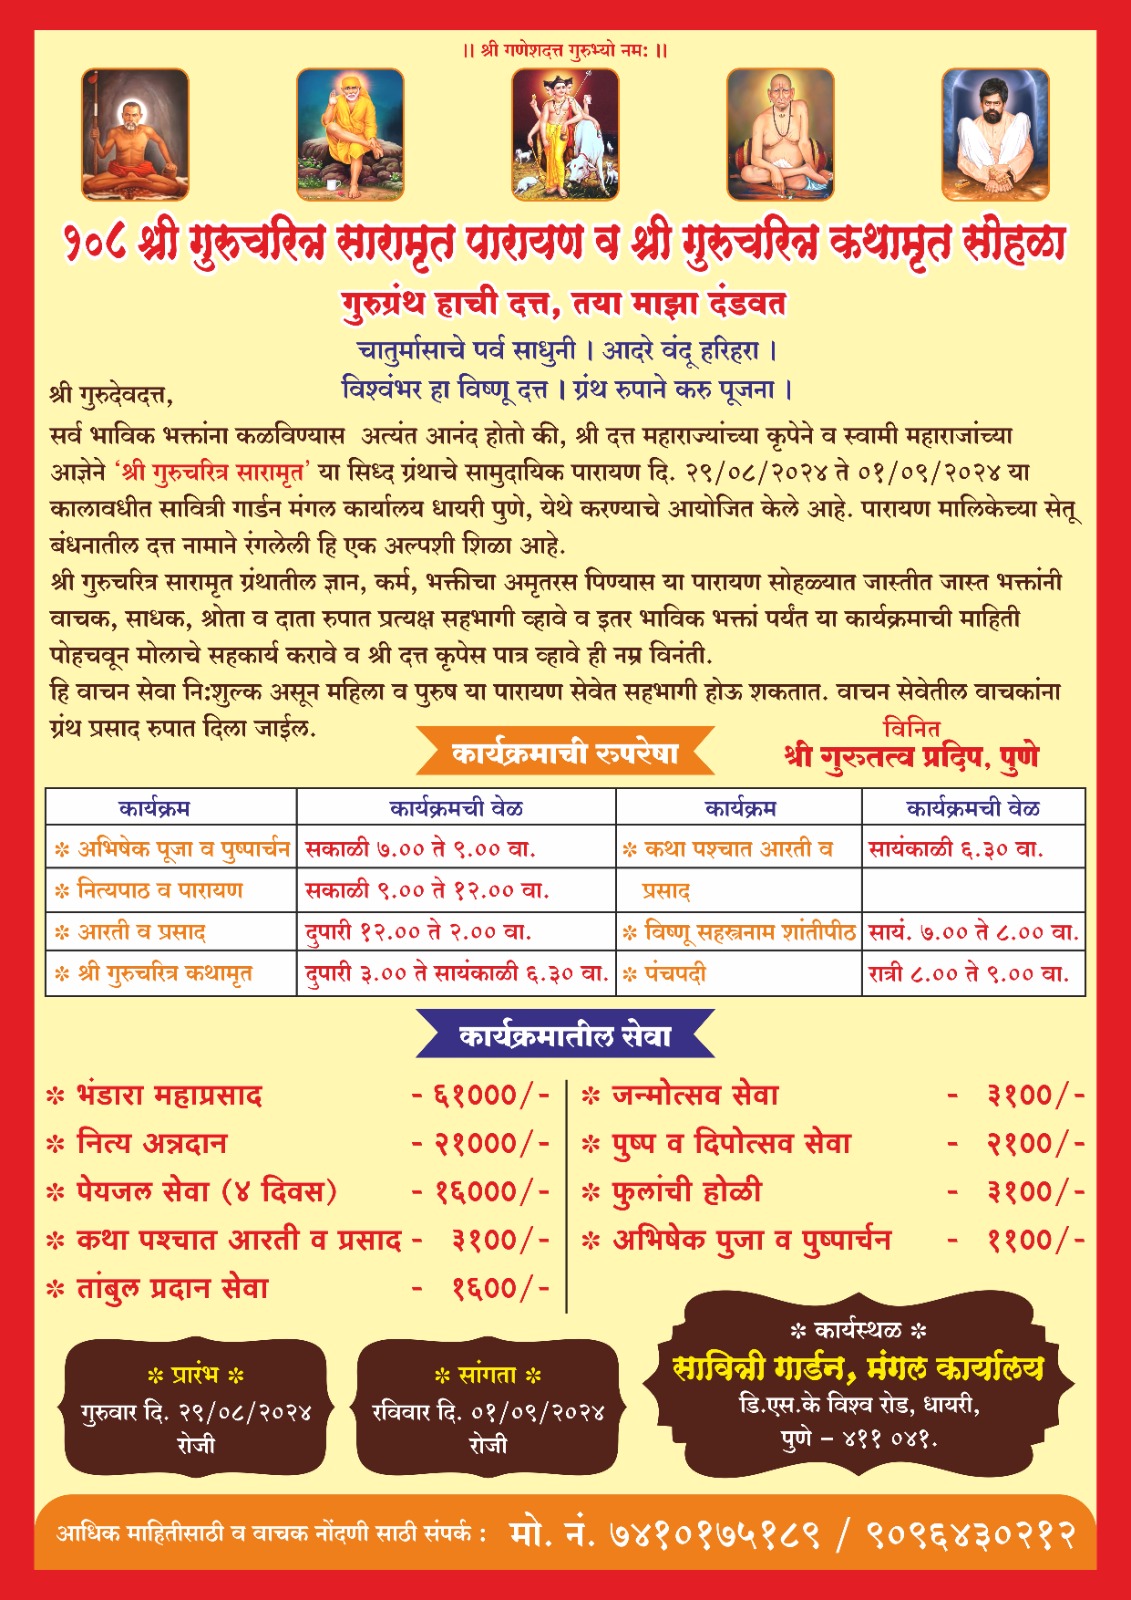 ।। श्री गणेशदत्त गुरुभ्यो नमः ।।
१०८ श्री गुरुचरित्र सारामृत पारायण व श्री गुरुचरित्र कथामृत सोहळा
गुरुग्रंथ हाची दत्त, तया माझा दंडवत
चातुर्मासाचे पर्व साधुनी । आदरे वंदू हरिहरा ।
विश्वंभर हा विष्णू दत्त । ग्रंथ रुपाने करु पूजना ।
श्री गुरुदेवदत्त,
सर्व भाविक भक्तांना कळविण्यास अत्यंत आनंद होतो की, श्री दत्त महाराज्यांच्या कृपेने व स्वामी महाराजांच्या
आज्ञेने ‘श्री गुरुचरित्र सारामृत’ या सिध्द ग्रंथाचे सामुदायिक पारायण दि. २९/०८/२०२४ ते ०१/०९/२०२४ या
कालावधीत सावित्री गार्डन मंगल कार्यालय धायरी पुणे, येथे करण्याचे आयोजित केले आहे. पारायण मालिकेच्या सेतू
बंधनातील दत्त नामाने रंगलेली हि एक अल्पशी शिळा आहे.
श्री गुरुचरित्र सारामृत ग्रंथातील ज्ञान, कर्म, भक्तीचा अमृतरस पिण्यास या पारायण सोहळ्यात जास्तीत जास्त भक्तांनी
वाचक, साधक, श्रोता व दाता रुपात प्रत्यक्ष सहभागी व्हावे व इतर भाविक भक्तां पर्यंत या कार्यक्रमाची माहिती
पोहचवून मोलाचे सहकार्य करावे व श्री दत्त कृपेस पात्र व्हावे ही नम्र विनंती.
हि वाचन सेवा नि:शुल्क असून महिला व पुरुष या पारायण सेवेत सहभागी होऊ शकतात. वाचन सेवेतील वाचकांना
ग्रंथ प्रसाद रुपात दिला जाईल.
विनित
श्री गुरुतत्व प्रदिप, पुणे
कार्यक्रमाची रुपरेषा
कार्यक्रम कार्यक्रमची वेळ कार्यक्रम कार्यक्रमची वेळ
❇ अभिषेक पूजा व पुष्पार्चन सकाळी ७.०० ते ९.०० वा. ❇ कथा पश्चात आरती व सायंकाळी ६.३० वा.
❇ नित्यपाठ व पारायण सकाळी ९.०० ते १२.०० वा. प्रसाद
❇ आरती व प्रसाद दुपारी १२.०० ते २.०० वा. ❇ विष्णू सहस्त्रनाम शांतीपीठ सायं. ७.०० ते ८.०० वा.
❇ श्री गुरुचरित्र कथामृत दुपारी ३.०० ते सायंकाळी ६.३० वा. ❇ पंचपदी रात्री ८.०० ते ९.०० वा.
कार्यक्रमातील सेवा
❇ भंडारा महाप्रसाद - ६१०००/-
❇ नित्य अन्नदान - २१०००/-
❇ पेयजल सेवा (४ दिवस) - १६०००/-
❇ कथा पश्चात आरती व प्रसाद - ३१००/-
❇ तांबुल प्रदान सेवा - १६००/-
❇ जन्मोत्सव सेवा - ३१००/-
❇ पुष्प व दिपोत्सव सेवा - २१००/-
❇ फुलांची होळी - ३१००/-
❇ अभिषेक पुजा व पुष्पार्चन - ११००/-
❇ प्रारंभ ❇
गुरुवार दि. २९/०८/२०२४
रोजी
❇ सांगता ❇
रविवार दि. ०१/०९/२०२४
रोजी
❇ कार्यस्थळ ❇
सावित्री गार्डन, मंगल कार्यालय
डि.एस.के विश्व रोड, धायरी,
पुणे – ४११ ०४१.
आधिक माहितीसाठी व वाचक नोंदणी साठी संपर्क : मो. नं. ७४१०१७५१८९ / ९०९६४३०२१२